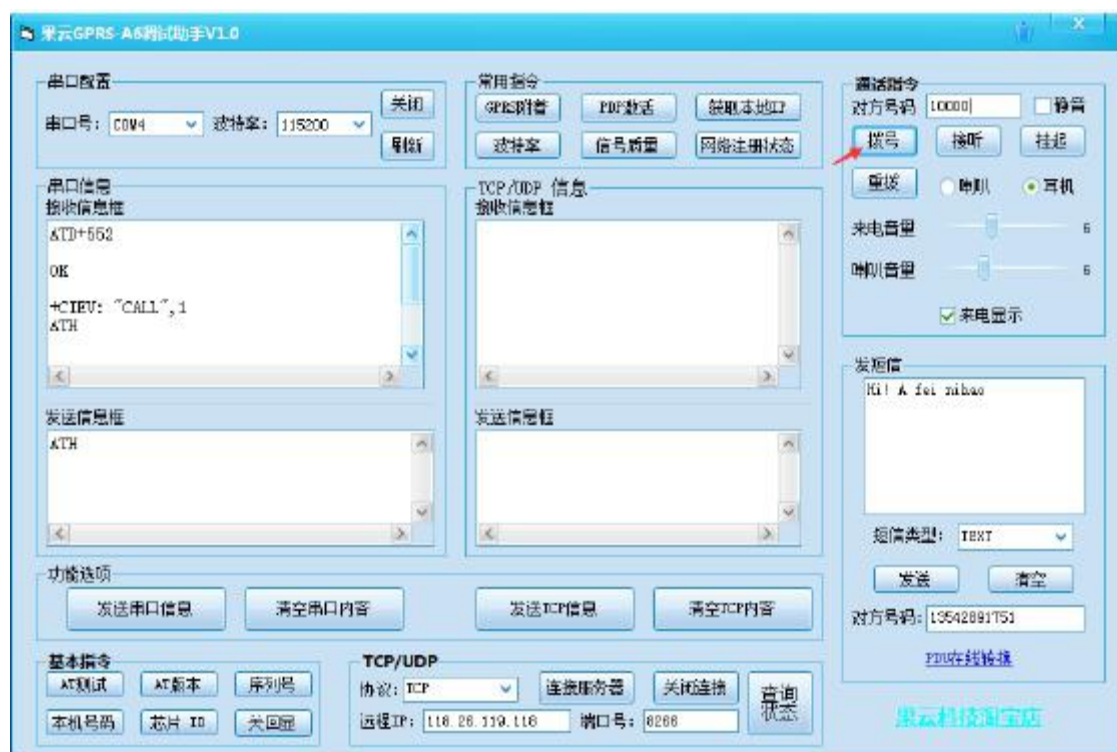 果云GPRS-A6调试助手V1.0
串口配置
串口号: COM4 波特率: 115200
关闭
刷新
常用指令
GPRS附着 PDP激活 获取本地IP
波特率 信号质量 网络注册状态
通话指令
对方号码 10000 静音
拨号 接听 挂起
重拨 喇叭 耳机
来电音量 6
喇叭音量 6
来电显示
串口信息
接收信息框
ATD+552
OK
+CIEV: "CALL",1
ATH
发送信息框
ATH
TCP/UDP 信息
接收信息框
发送信息框
发短信
Hi! A fei nihao
短信类型: TEXT
发送 清空
对方号码: 13542891751
PDU在线转换
功能选项
发送串口信息 清空串口内容 发送TCP信息 清空TCP内容
基本指令
AT测试 AT版本 序列号
本机号码 芯片 ID 关回显
TCP/UDP
协议: TCP 连接服务器 关闭连接
远程IP: 118.26.119.118 端口号: 8266
查询状态
果云科技淘宝店